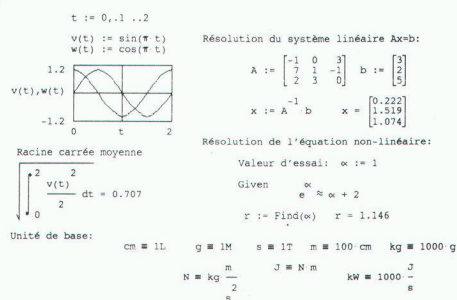 t := 0,.1 ..2
v(t) := sin(π t)
w(t) := cos(π t)
1.2
v(t),w(t)
-1.2
0 t 2
Racine carrée moyenne
2
0
v(t)²
2
dt = 0.707
Résolution du système linéaire Ax=b:
A := [-1 0 3; 7 1 -1; 2 3 0] b := [3; 2; 5]
x := A⁻¹ b x = [0.222; 1.519; 1.074]
Résolution de l'équation non-linéaire:
Valeur d'essai: α := 1
Given
e^α ≈ α + 2
r := Find(α) r = 1.146
Unité de base:
cm ≡ 1L g ≡ 1M s ≡ 1T m ≡ 100·cm kg ≡ 1000·g
N ≡ kg·m/s² J ≡ N·m kW ≡ 1000·J/s